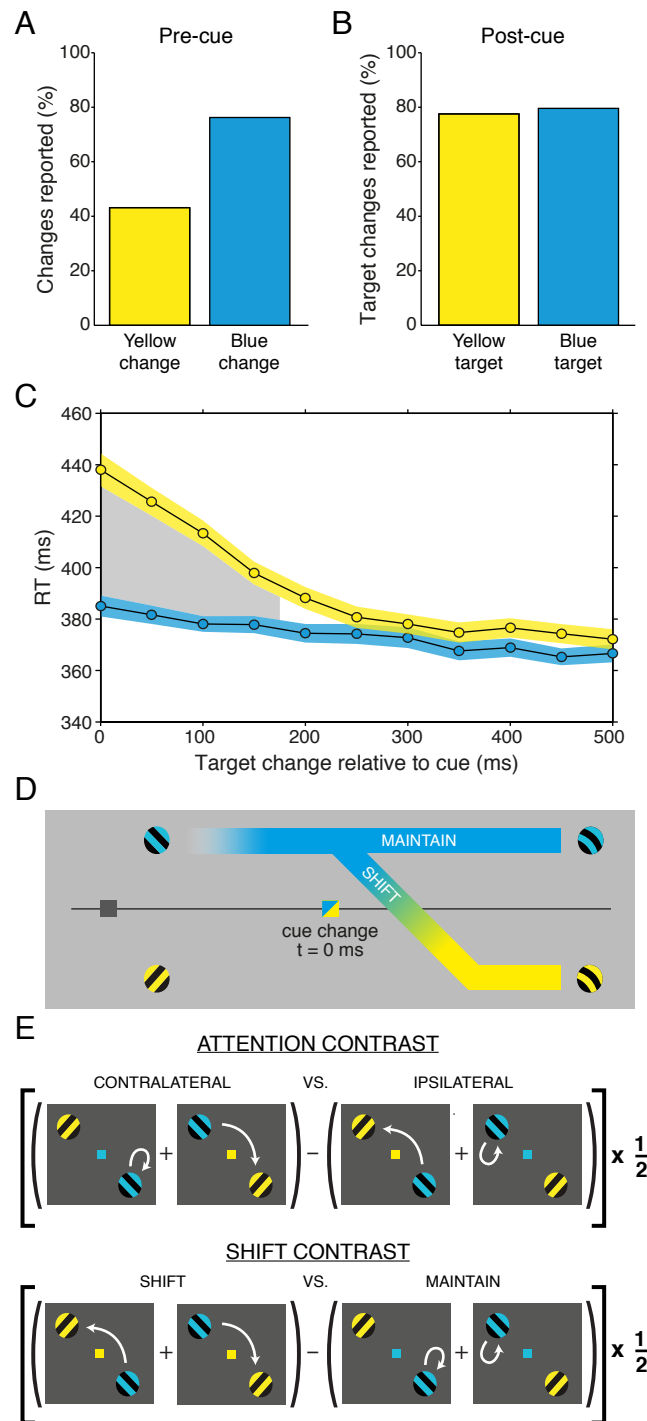 A
Pre-cue
Changes reported (%)
100
80
60
40
20
0
Yellow change
Blue change
B
Post-cue
Target changes reported (%)
100
80
60
40
20
0
Yellow target
Blue target
C
RT (ms)
460
440
420
400
380
360
340
0
100
200
300
400
500
Target change relative to cue (ms)
D
MAINTAIN
SHIFT
cue change
t = 0 ms
E
ATTENTION CONTRAST
CONTRALATERAL VS. IPSILATERAL
[( + ) − ( + )] x 1/2
SHIFT CONTRAST
SHIFT VS. MAINTAIN
[( + ) − ( + )] x 1/2